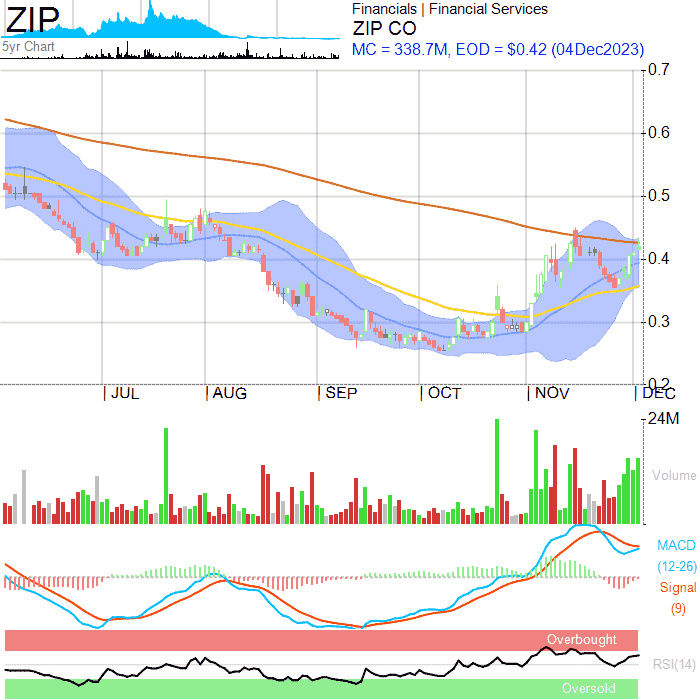 ZIP
Financials | Financial Services
ZIP CO
5yr Chart
MC = 338.7M, EOD = $0.42 (04Dec2023)
0.7
0.6
0.5
0.4
0.3
0.2
| JUL | AUG | SEP | OCT | NOV | DEC
24M
Volume
MACD
(12-26)
Signal
(9)
Overbought
RSI(14)
Oversold